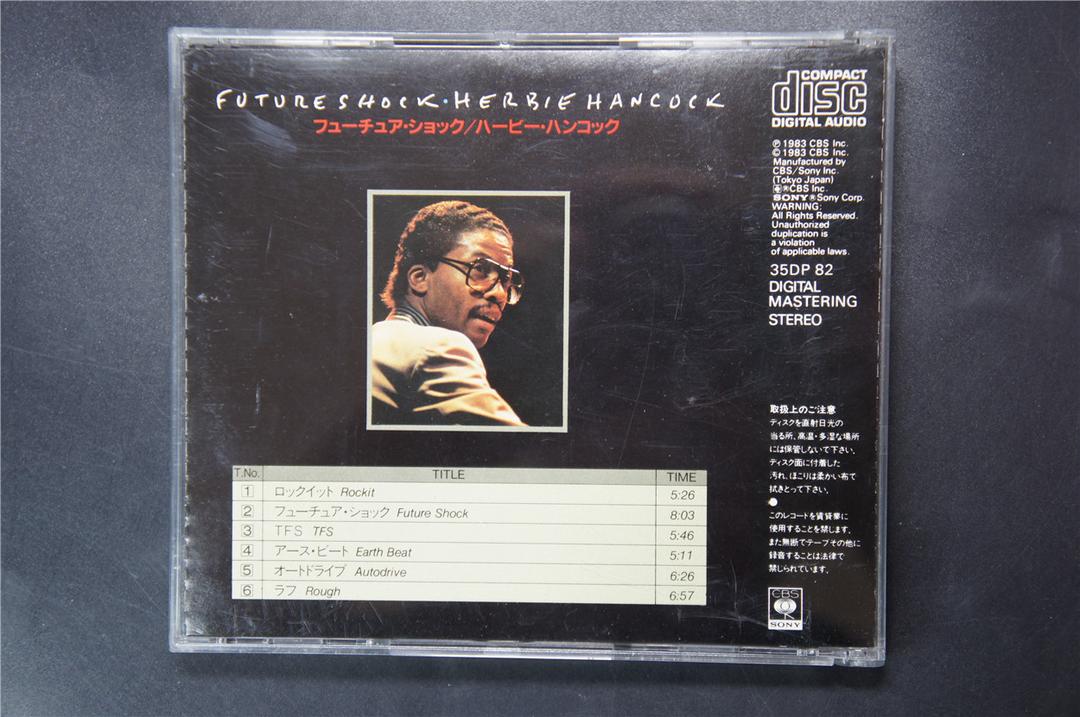 FUTURE SHOCK・HERBIE HANCOCK
フューチュア・ショック/ハービー・ハンコック
COMPACT
disc
DIGITAL AUDIO
℗ 1983 CBS Inc.
© 1983 CBS Inc.
Manufactured by
CBS/Sony Inc.
(Tokyo Japan)
®CBS Inc.
SONY®Sony Corp.
WARNING:
All Rights Reserved.
Unauthorized
duplication is
a violation
of applicable laws.
35DP 82
DIGITAL
MASTERING
STEREO
取扱上のご注意
ディスクを直射日光の
当る所、高温・多湿な場所
には保管しないで下さい。
ディスク面に付着した
汚れ、ほこりは柔かい布で
拭きとって下さい。
このレコードを賃貸業に
使用することを禁じます。
また無断でテープその他に
録音することは法律で
禁じられています。
CBS
SONY
T.No. TITLE TIME
1 ロックイット Rockit 5:26
2 フューチュア・ショック Future Shock 8:03
3 TFS TFS 5:46
4 アース・ビート Earth Beat 5:11
5 オートドライブ Autodrive 6:26
6 ラフ Rough 6:57